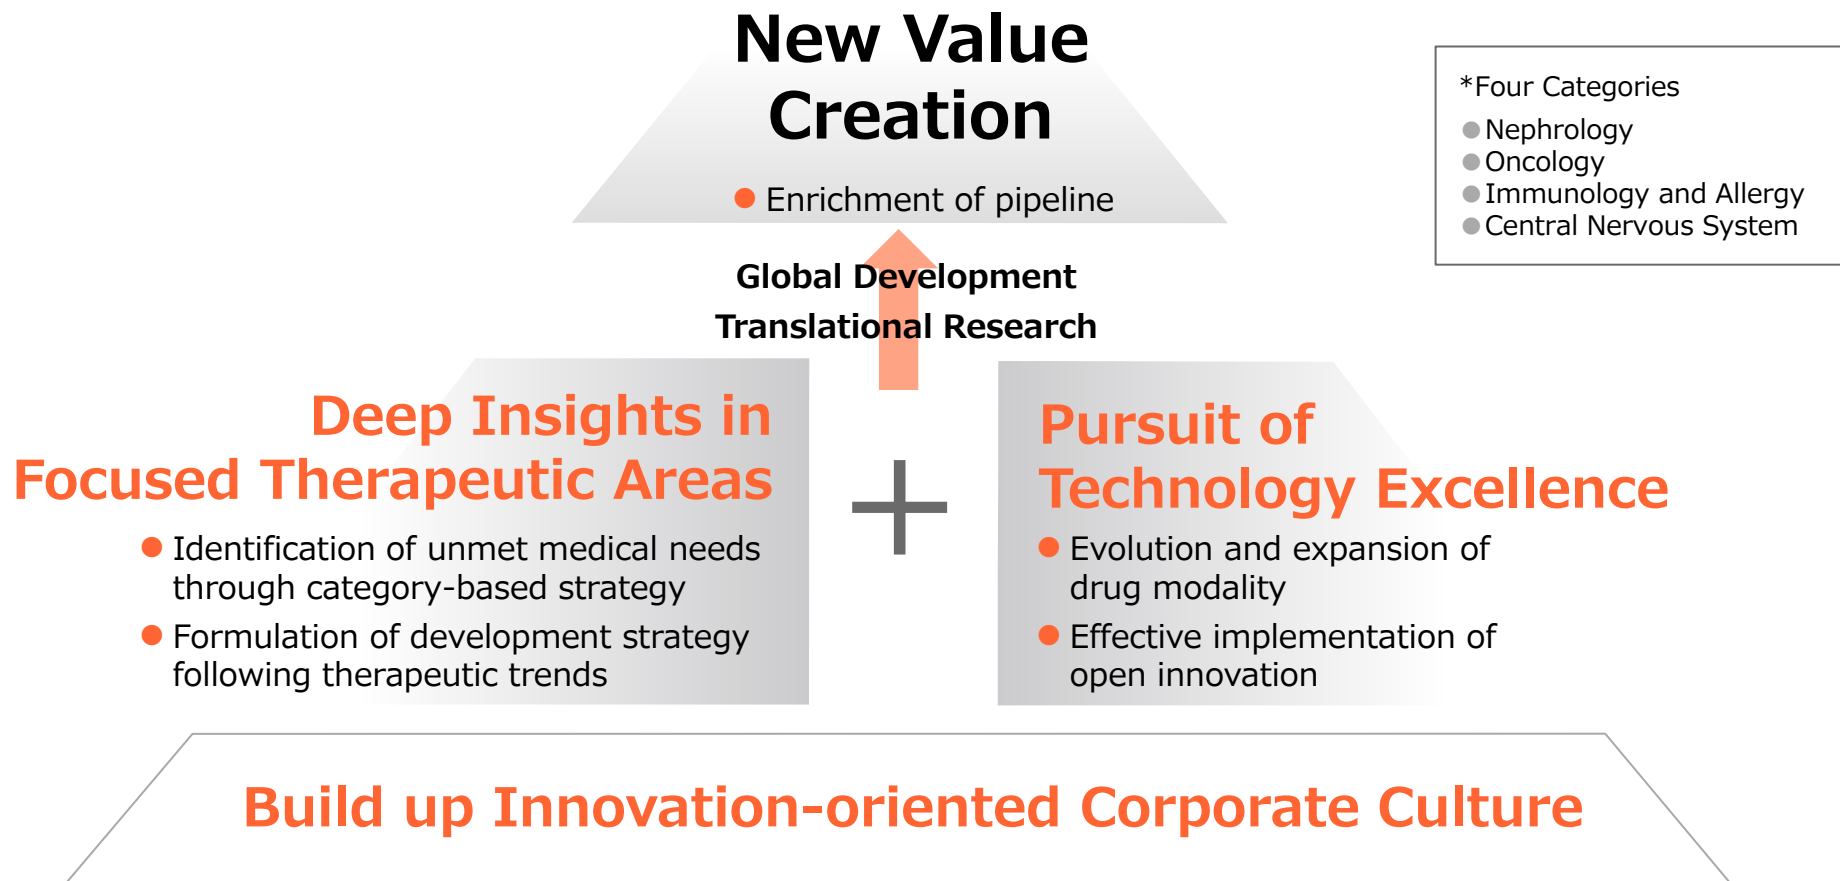 New Value
Creation
Enrichment of pipeline
*Four Categories
Nephrology
Oncology
Immunology and Allergy
Central Nervous System
Global Development
Translational Research
Deep Insights in
Focused Therapeutic Areas
Identification of unmet medical needs
through category-based strategy
Formulation of development strategy
following therapeutic trends
+
Pursuit of
Technology Excellence
Evolution and expansion of
drug modality
Effective implementation of
open innovation
Build up Innovation-oriented Corporate Culture